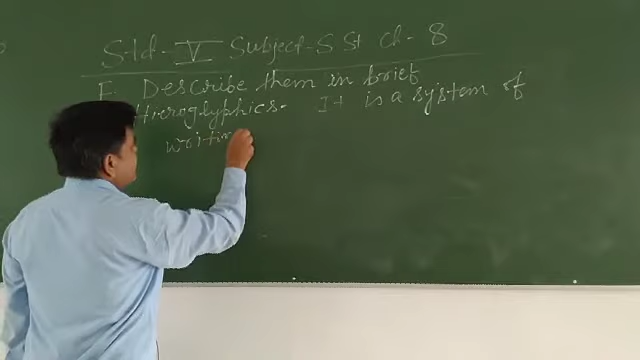 Std - V Subject - S St ch - 8
F. Describe them in brief
Hieroglyphics - It is a system of
writin